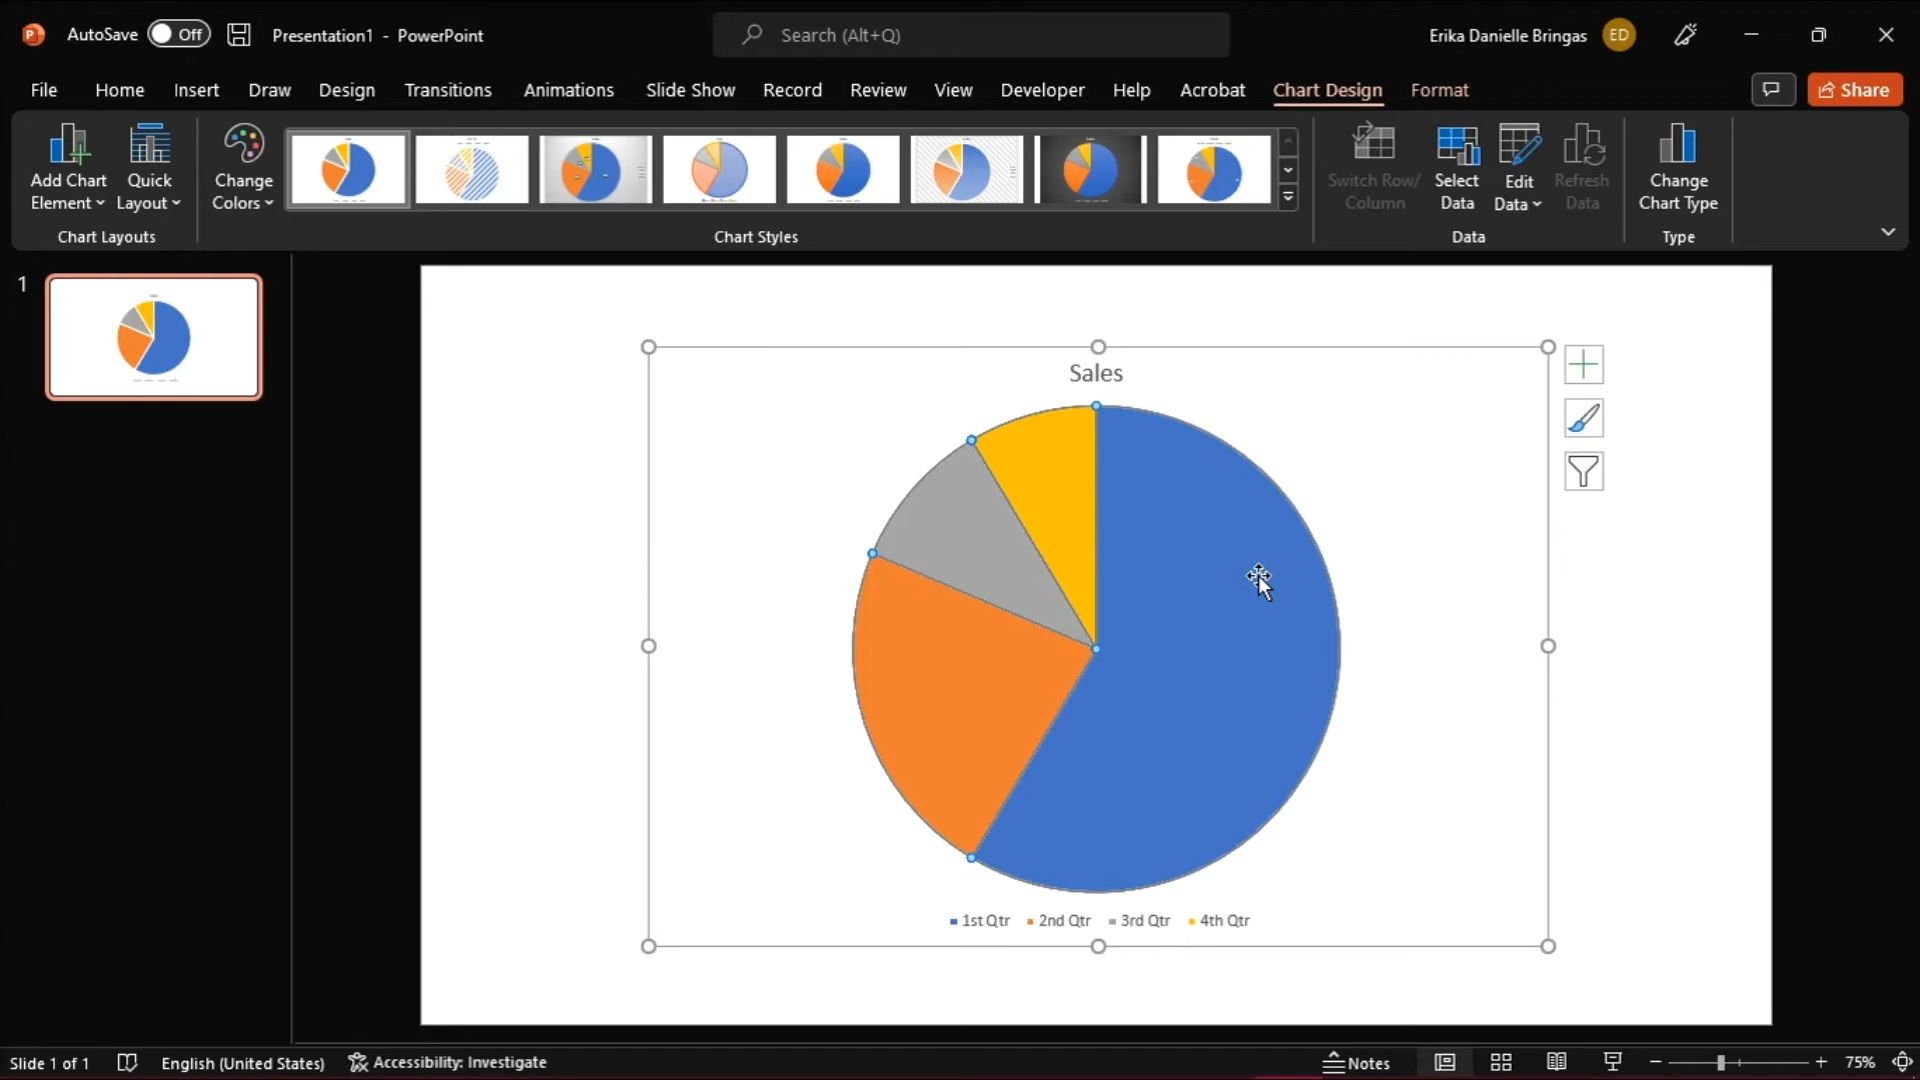 AutoSave Off Presentation1 - PowerPoint Search (Alt+Q) Erika Danielle Bringas ED
File Home Insert Draw Design Transitions Animations Slide Show Record Review View Developer Help Acrobat Chart Design Format Share
Add Chart Element
Quick Layout
Chart Layouts
Change Colors
Chart Styles
Switch Row/ Column
Select Data
Edit Data
Refresh Data
Data
Change Chart Type
Type
1
Sales
1st Qtr 2nd Qtr 3rd Qtr 4th Qtr
Slide 1 of 1 English (United States) Accessibility: Investigate Notes 75%